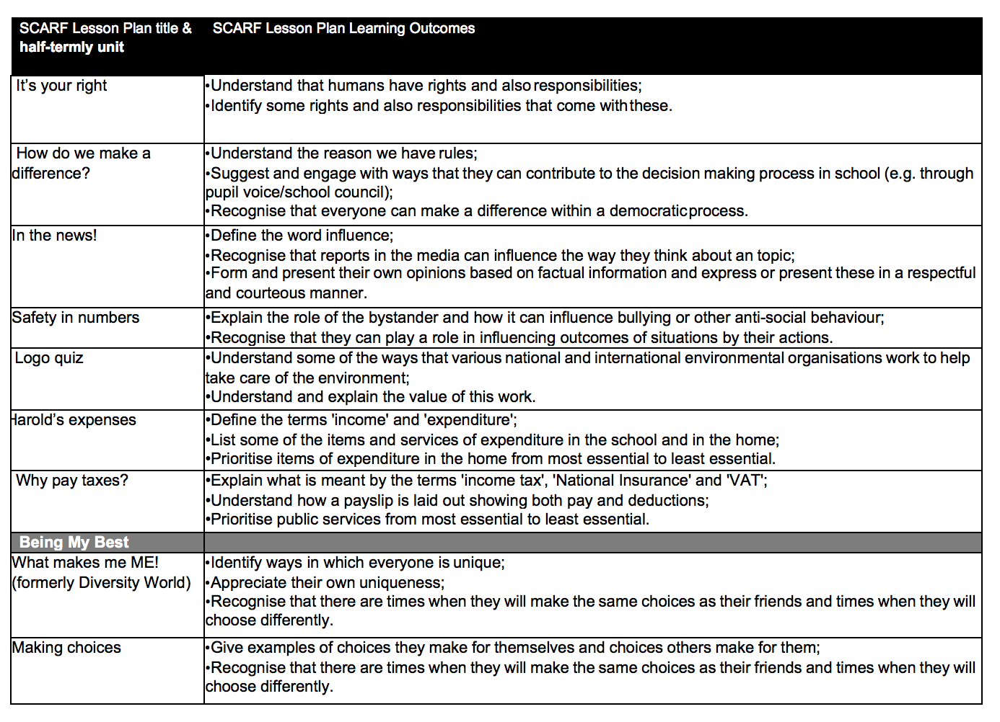 SCARF Lesson Plan title & SCARF Lesson Plan Learning Outcomes
half-termly unit
It's your right
•Understand that humans have rights and also responsibilities;
•Identify some rights and also responsibilities that come with these.
How do we make a
difference?
•Understand the reason we have rules;
•Suggest and engage with ways that they can contribute to the decision making process in school (e.g. through
pupil voice/school council);
•Recognise that everyone can make a difference within a democratic process.
In the news!
•Define the word influence;
•Recognise that reports in the media can influence the way they think about an topic;
•Form and present their own opinions based on factual information and express or present these in a respectful
and courteous manner.
Safety in numbers
•Explain the role of the bystander and how it can influence bullying or other anti-social behaviour;
•Recognise that they can play a role in influencing outcomes of situations by their actions.
Logo quiz
•Understand some of the ways that various national and international environmental organisations work to help
take care of the environment;
•Understand and explain the value of this work.
Harold's expenses
•Define the terms 'income' and 'expenditure';
•List some of the items and services of expenditure in the school and in the home;
•Prioritise items of expenditure in the home from most essential to least essential.
Why pay taxes?
•Explain what is meant by the terms 'income tax', 'National Insurance' and 'VAT';
•Understand how a payslip is laid out showing both pay and deductions;
•Prioritise public services from most essential to least essential.
Being My Best
What makes me ME!
(formerly Diversity World)
•Identify ways in which everyone is unique;
•Appreciate their own uniqueness;
•Recognise that there are times when they will make the same choices as their friends and times when they will
choose differently.
Making choices
•Give examples of choices they make for themselves and choices others make for them;
•Recognise that there are times when they will make the same choices as their friends and times when they will
choose differently.